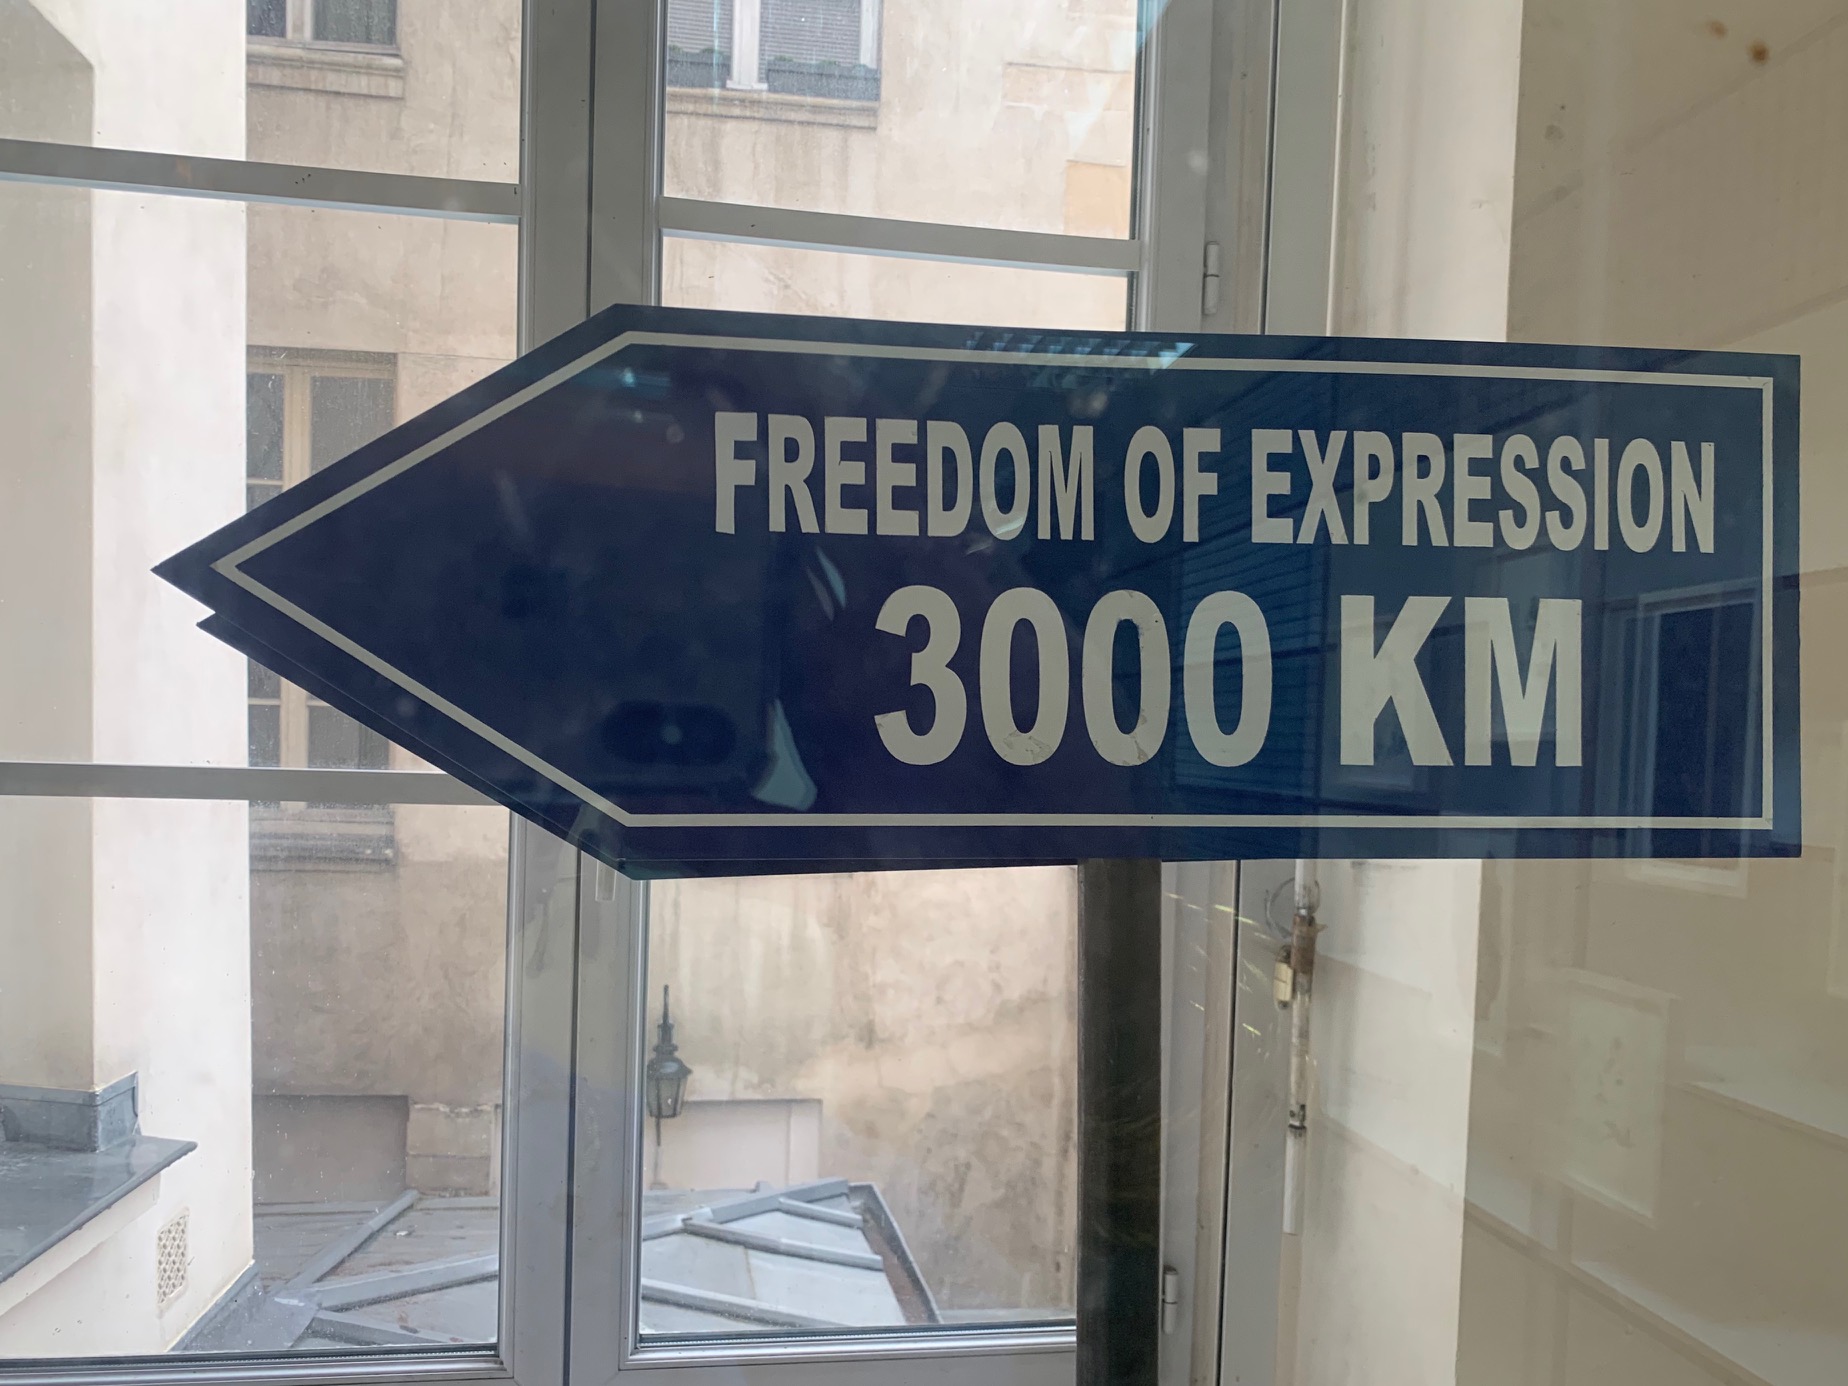 FREEDOM OF EXPRESSION
3000 KM